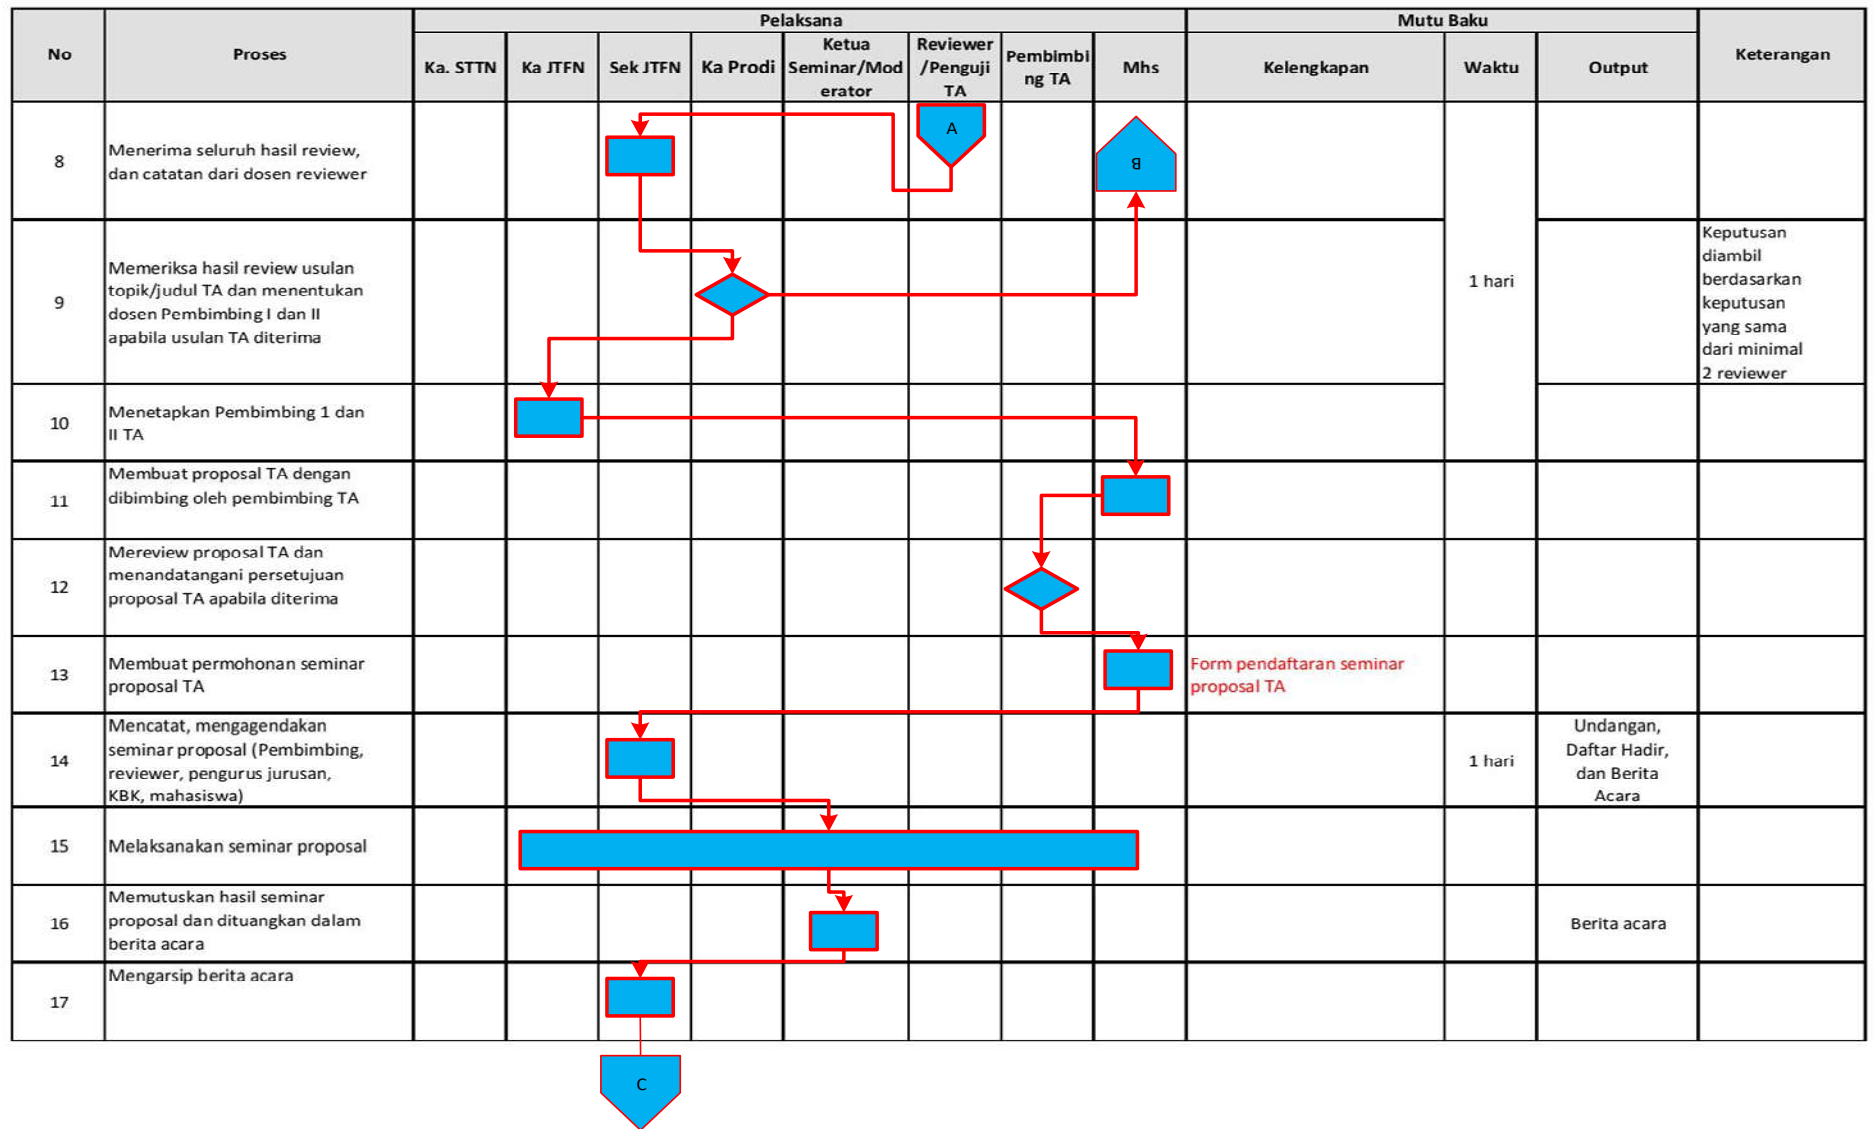 No
Proses
Pelaksana
Mutu Baku
Keterangan
Ka. STTN
Ka JTFN
Sek JTFN
Ka Prodi
Ketua
Seminar/Mod
erator
Reviewer
/Penguji
TA
Pembimbi
ng TA
Mhs
Kelengkapan
Waktu
Output
8
Menerima seluruh hasil review,
dan catatan dari dosen reviewer
A
B
9
Memeriksa hasil review usulan
topik/judul TA dan menentukan
dosen Pembimbing I dan II
apabila usulan TA diterima
1 hari
Keputusan
diambil
berdasarkan
keputusan
yang sama
dari minimal
2 reviewer
10
Menetapkan Pembimbing 1 dan
II TA
11
Membuat proposal TA dengan
dibimbing oleh pembimbing TA
12
Mereview proposal TA dan
menandatangani persetujuan
proposal TA apabila diterima
13
Membuat permohonan seminar
proposal TA
Form pendaftaran seminar
proposal TA
14
Mencatat, mengagendakan
seminar proposal (Pembimbing,
reviewer, pengurus jurusan,
KBK, mahasiswa)
1 hari
Undangan,
Daftar Hadir,
dan Berita
Acara
15
Melaksanakan seminar proposal
16
Memutuskan hasil seminar
proposal dan dituangkan dalam
berita acara
Berita acara
17
Mengarsip berita acara
C